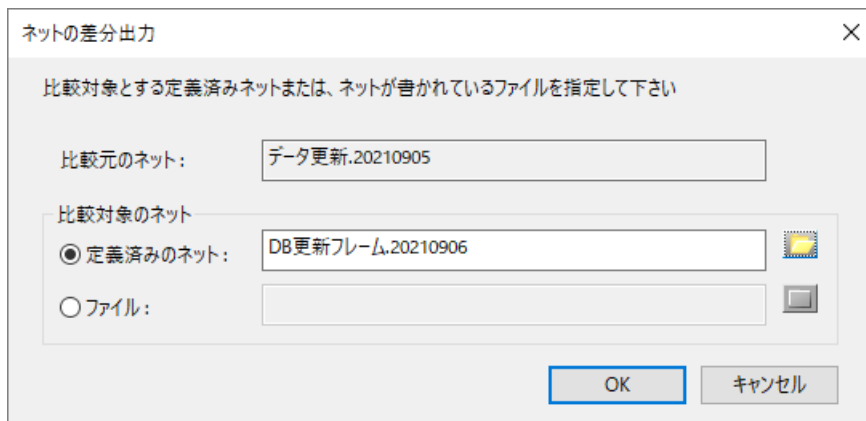 ネットの差分出力
比較対象とする定義済みネットまたは、ネットが書かれているファイルを指定して下さい
比較元のネット：
データ更新.20210905
比較対象のネット
定義済みのネット：
DB更新フレーム.20210906
ファイル：
OK
キャンセル